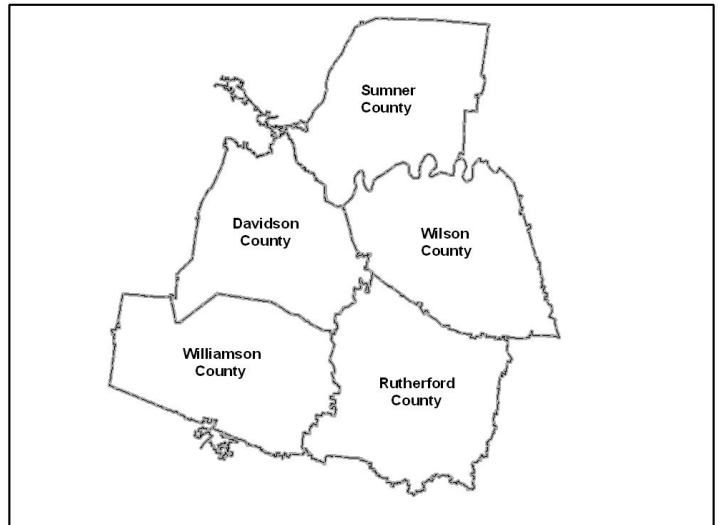 Sumner
County
Davidson
County
Wilson
County
Williamson
County
Rutherford
County